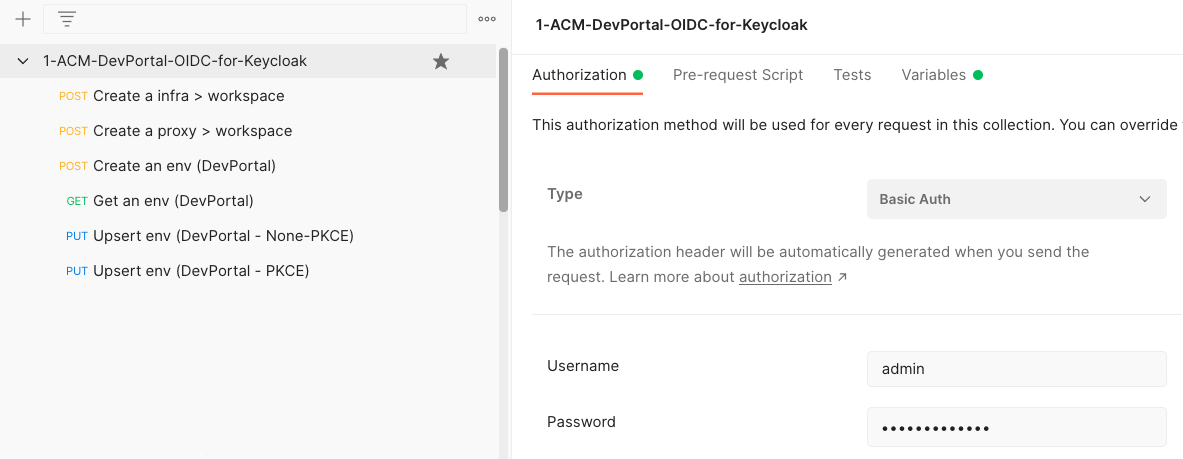 1-ACM-DevPortal-OIDC-for-Keycloak
POST Create a infra > workspace
POST Create a proxy > workspace
POST Create an env (DevPortal)
GET Get an env (DevPortal)
PUT Upsert env (DevPortal - None-PKCE)
PUT Upsert env (DevPortal - PKCE)
1-ACM-DevPortal-OIDC-for-Keycloak
Authorization Pre-request Script Tests Variables
This authorization method will be used for every request in this collection. You can override
Type Basic Auth
The authorization header will be automatically generated when you send the
request. Learn more about authorization ↗
Username admin
Password •••••••••••••